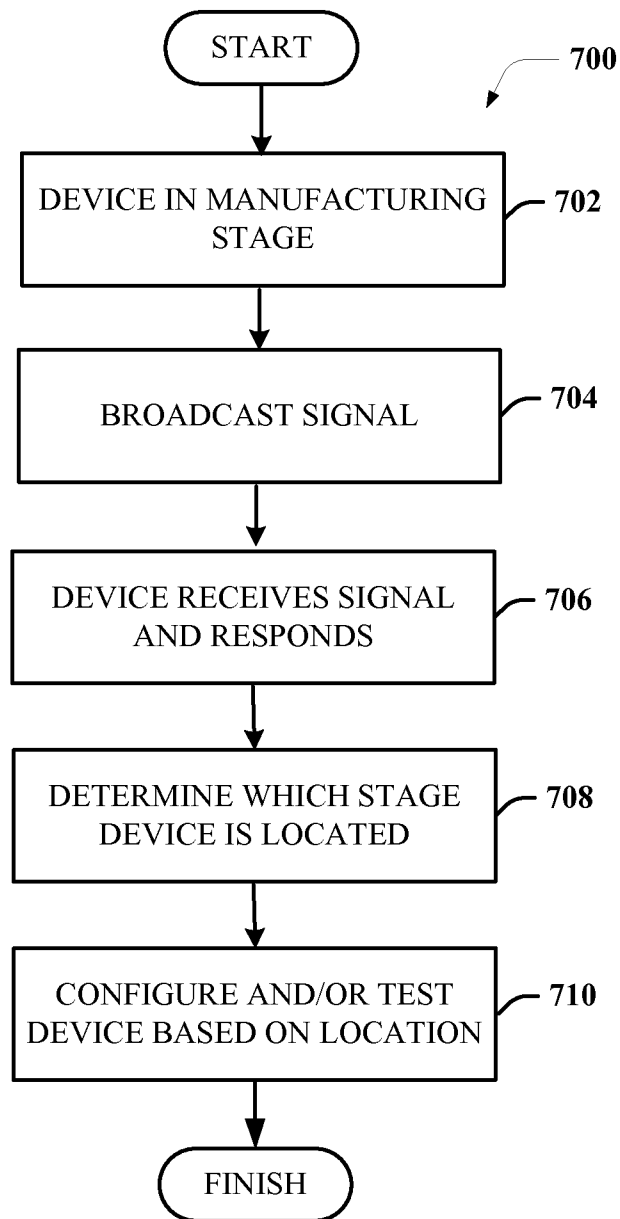 START
700
DEVICE IN MANUFACTURING
STAGE
702
BROADCAST SIGNAL
704
DEVICE RECEIVES SIGNAL
AND RESPONDS
706
DETERMINE WHICH STAGE
DEVICE IS LOCATED
708
CONFIGURE AND/OR TEST
DEVICE BASED ON LOCATION
710
FINISH